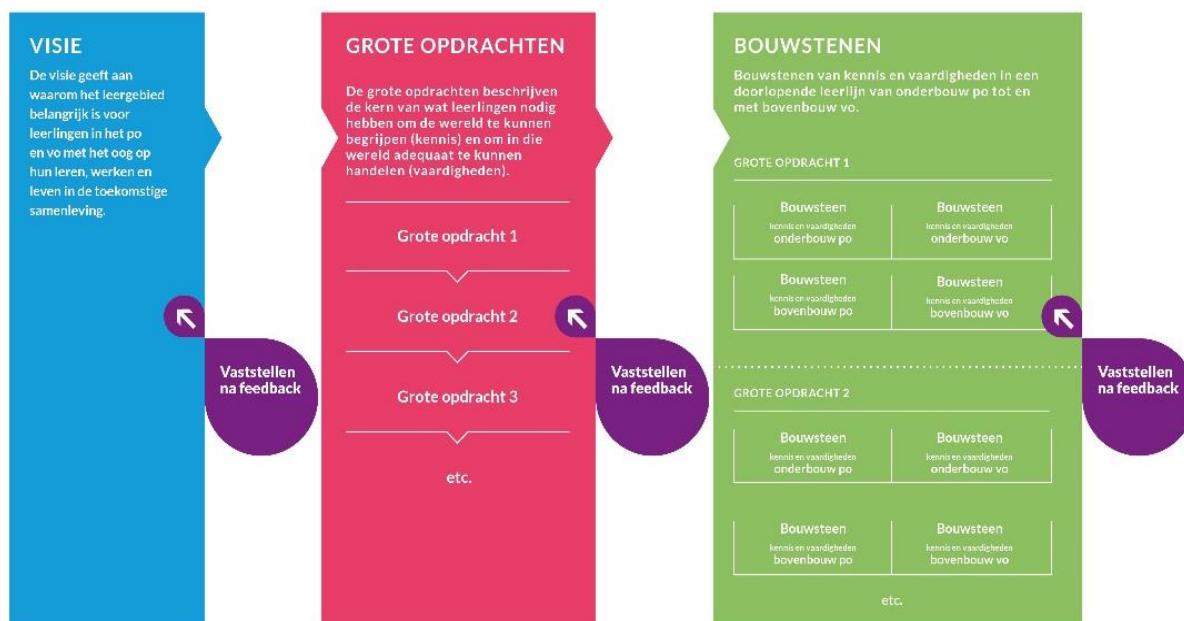 VISIE
De visie geeft aan
waarom het leergebied
belangrijk is voor
leerlingen in het po
en vo met het oog op
hun leren, werken en
leven in de toekomstige
samenleving.
Vaststellen
na feedback
GROTE OPDRACHTEN
De grote opdrachten beschrijven
de kern van wat leerlingen nodig
hebben om de wereld te kunnen
begrijpen (kennis) en om in die
wereld adequaat te kunnen
handelen (vaardigheden).
Grote opdracht 1
Grote opdracht 2
Grote opdracht 3
etc.
Vaststellen
na feedback
BOUWSTENEN
Bouwstenen van kennis en vaardigheden in een
doorlopende leerlijn van onderbouw po tot en
met bovenbouw vo.
GROTE OPDRACHT 1
Bouwsteen
kennis en vaardigheden
onderbouw po
Bouwsteen
kennis en vaardigheden
onderbouw vo
Bouwsteen
kennis en vaardigheden
bovenbouw po
Bouwsteen
kennis en vaardigheden
bovenbouw vo
GROTE OPDRACHT 2
Bouwsteen
kennis en vaardigheden
onderbouw po
Bouwsteen
kennis en vaardigheden
onderbouw vo
Bouwsteen
kennis en vaardigheden
bovenbouw po
Bouwsteen
kennis en vaardigheden
bovenbouw vo
etc.
Vaststellen
na feedback